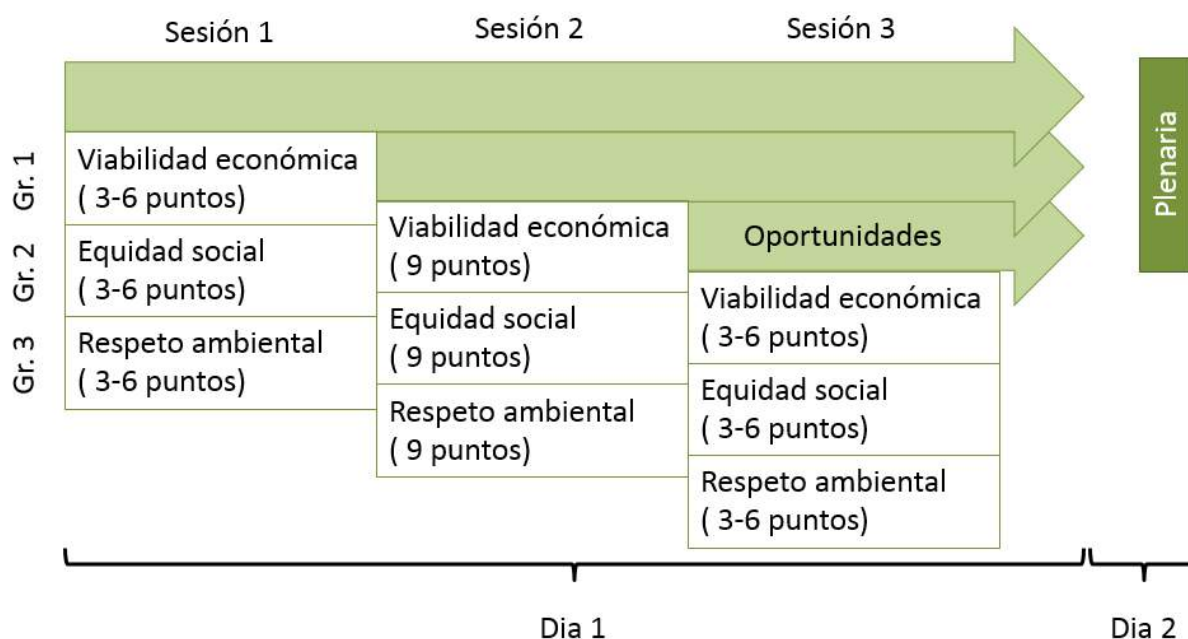 Sesión 1
Sesión 2
Sesión 3
Gr. 1
Gr. 2
Gr. 3
Viabilidad económica
( 3-6 puntos)
Equidad social
( 3-6 puntos)
Respeto ambiental
( 3-6 puntos)
Viabilidad económica
( 9 puntos)
Equidad social
( 9 puntos)
Respeto ambiental
( 9 puntos)
Oportunidades
Viabilidad económica
( 3-6 puntos)
Equidad social
( 3-6 puntos)
Respeto ambiental
( 3-6 puntos)
Plenaria
Dia 1
Dia 2